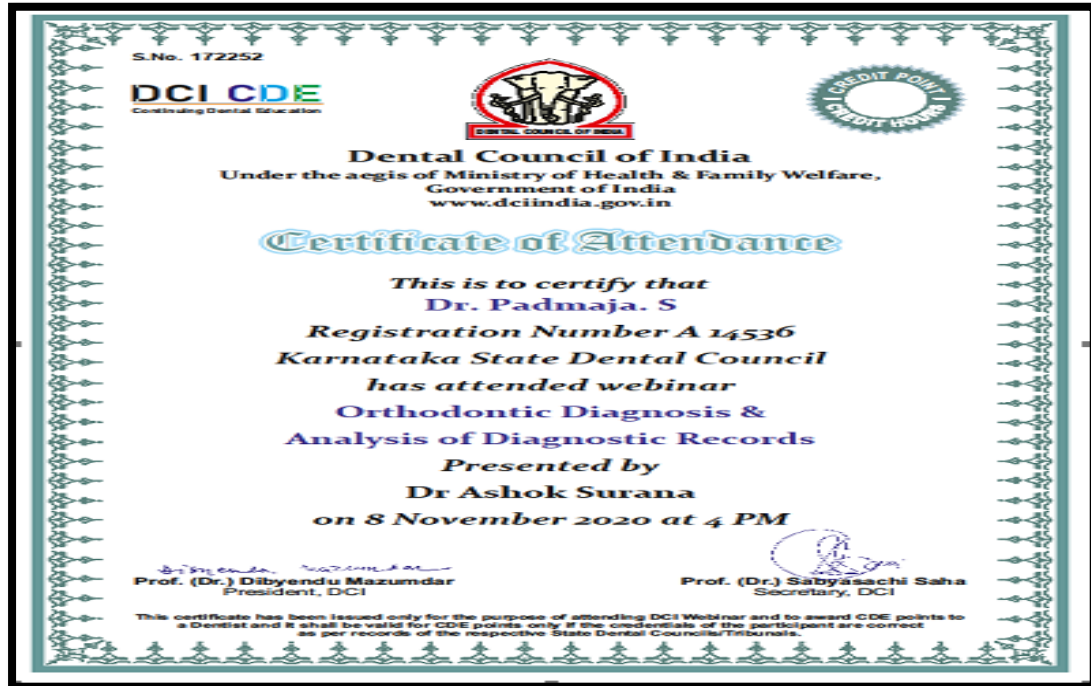 S.No. 172252
DCI CDE
Continuing Dental Education
DENTAL COUNCIL OF INDIA
CREDIT POINT
CREDIT HOURS
Dental Council of India
Under the aegis of Ministry of Health & Family Welfare,
Government of India
www.dciindia.gov.in
Certificate of Attendance
This is to certify that
Dr. Padmaja. S
Registration Number A 14536
Karnataka State Dental Council
has attended webinar
Orthodontic Diagnosis &
Analysis of Diagnostic Records
Presented by
Dr Ashok Surana
on 8 November 2020 at 4 PM
Dibyendu Mazumdar
Prof. (Dr.) Dibyendu Mazumdar
President, DCI
Prof. (Dr.) Sabyasachi Saha
Secretary, DCI
This certificate has been issued only for the purpose of attending DCI Webinar and to award CDE points to
a Dentist and it shall be valid for CDE points only if the credentials of the participant are correct
as per records of the respective State Dental Councils/Tribunals.